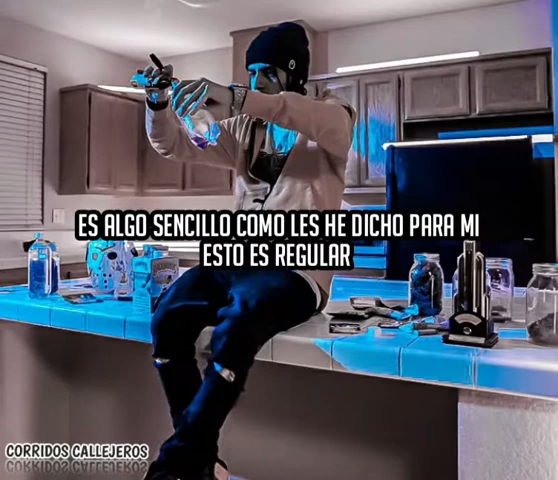 ES ALGO SENCILLO COMO LES HE DICHO PARA MI
ESTO ES REGULAR
CORRIDOS CALLEJEROS